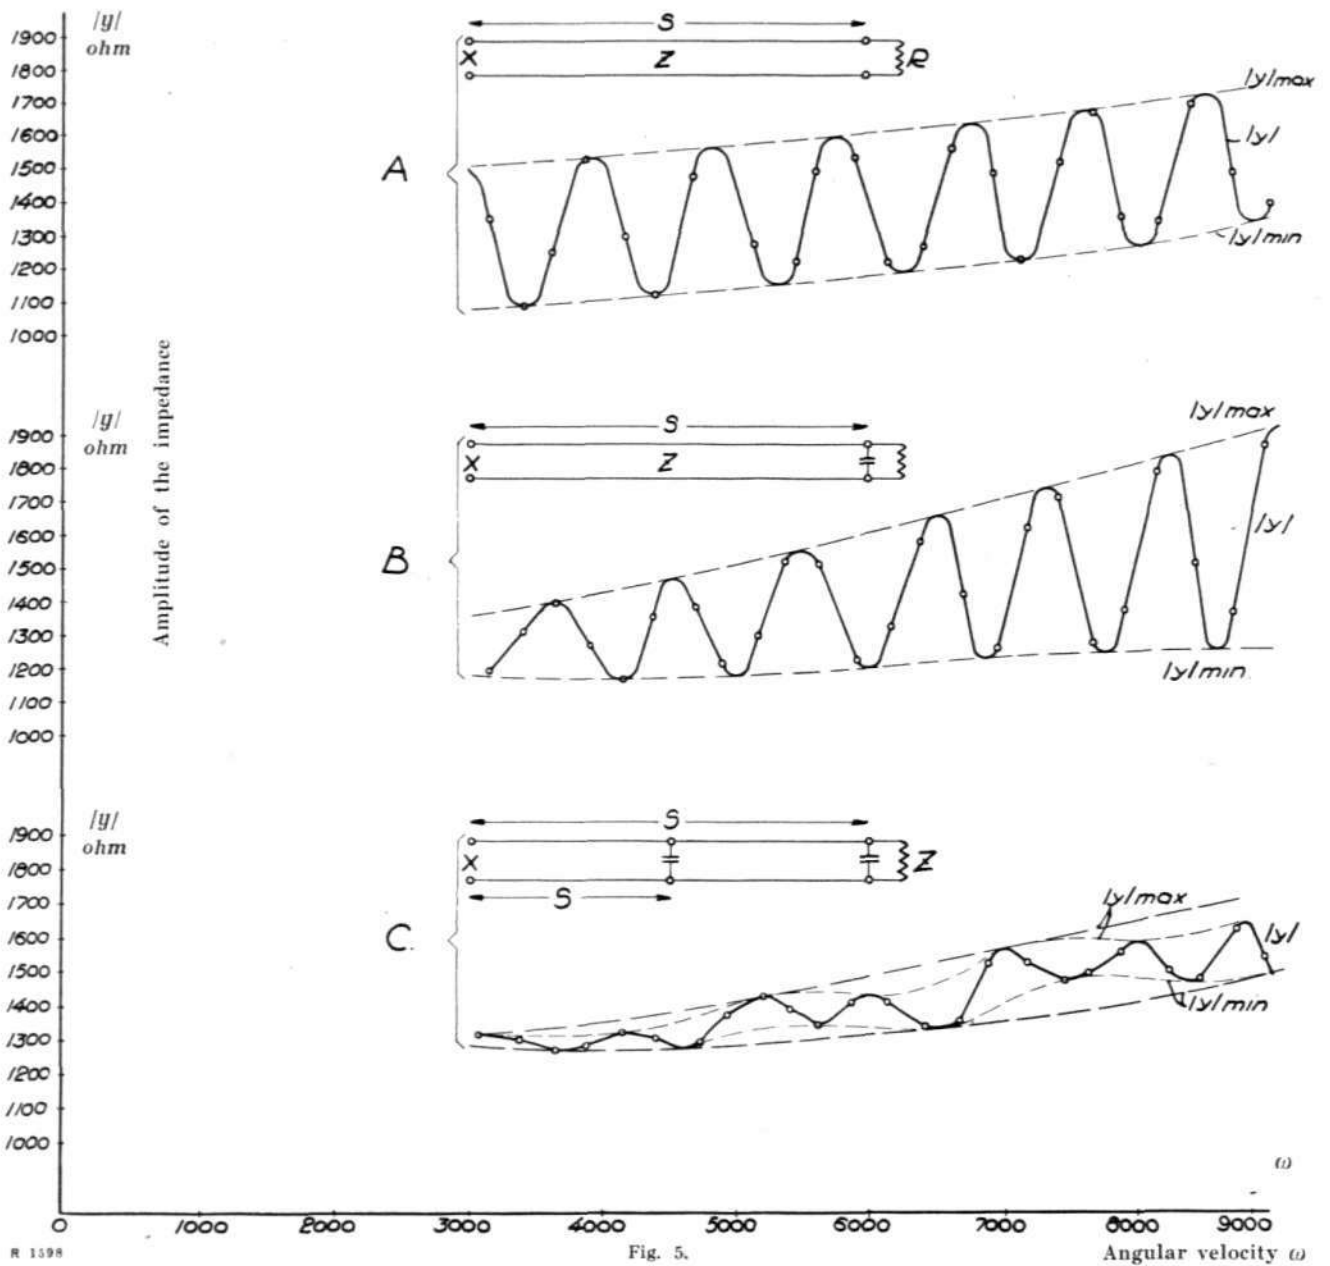 /y/
ohm
1900
1800
1700
1600
1500
1400
1300
1200
1100
1000
S
X
Z
R
A
/y/max
/y/
/y/min
Amplitude of the impedance
/y/
ohm
1900
1800
1700
1600
1500
1400
1300
1200
1100
1000
S
X
Z
B
/y/max
/y/
/y/min
/y/
ohm
1900
1800
1700
1600
1500
1400
1300
1200
1100
1000
S
X
Z
S
C.
/y/max
/y/
/y/min
ω
0 1000 2000 3000 4000 5000 6000 7000 8000 9000
R 1598
Fig. 5.
Angular velocity ω